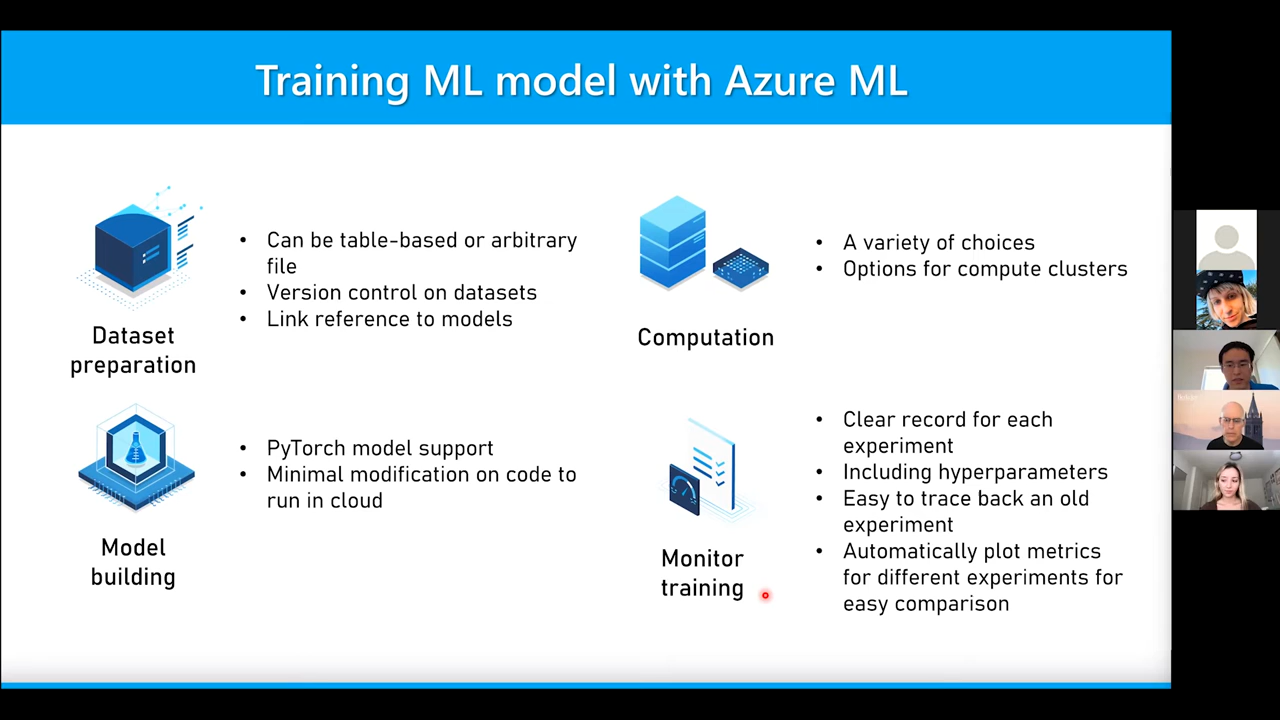 Training ML model with Azure ML
• Can be table-based or arbitrary
file
• Version control on datasets
• Link reference to models
Dataset
preparation
• A variety of choices
• Options for compute clusters
Computation
• PyTorch model support
• Minimal modification on code to
run in cloud
Model
building
• Clear record for each
experiment
• Including hyperparameters
• Easy to trace back an old
experiment
• Automatically plot metrics
for different experiments for
easy comparison
Monitor
training